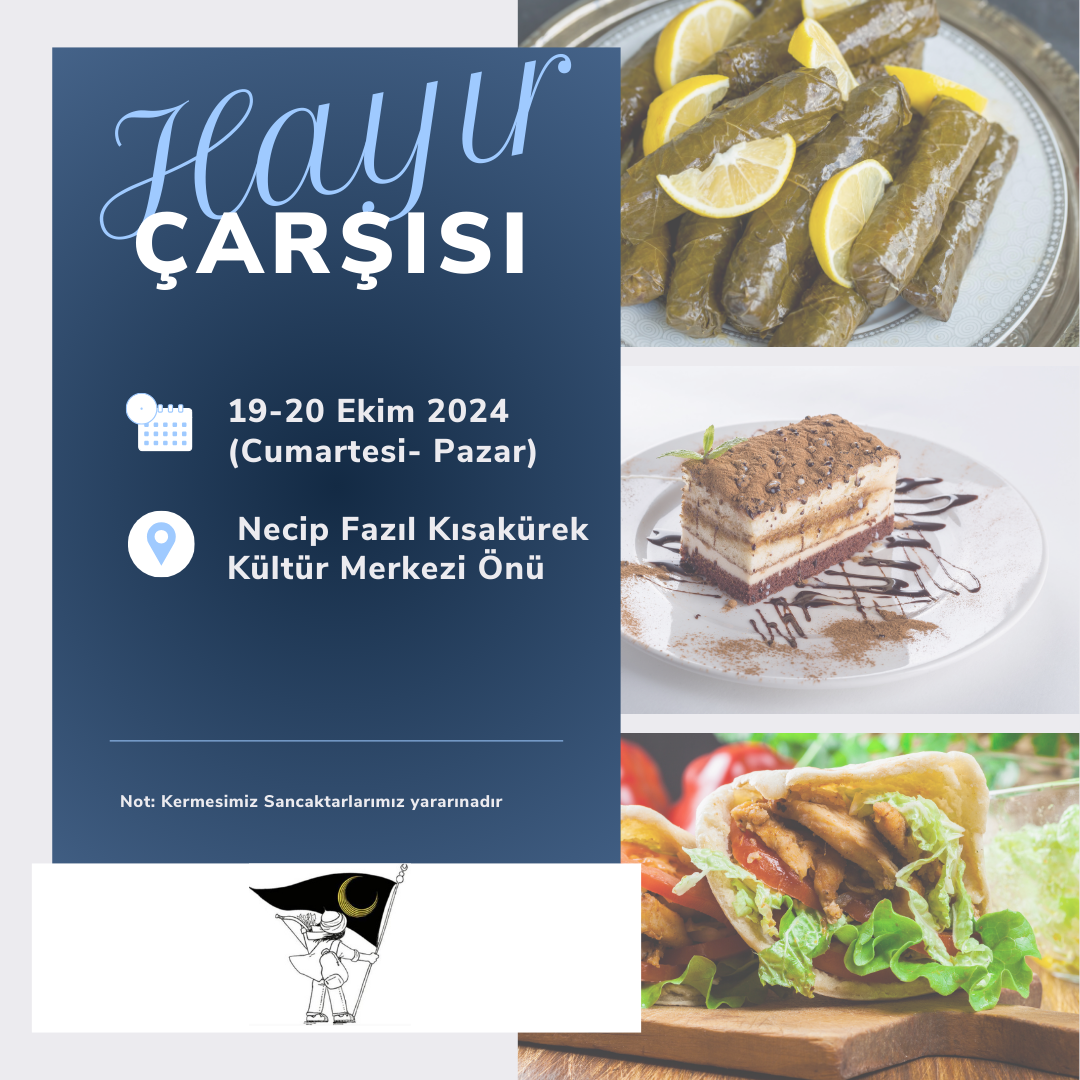 Hayır
ÇARŞISI
19-20 Ekim 2024
(Cumartesi- Pazar)
Necip Fazıl Kısakürek
Kültür Merkezi Önü
Not: Kermesimiz Sancaktarlarımız yararınadır